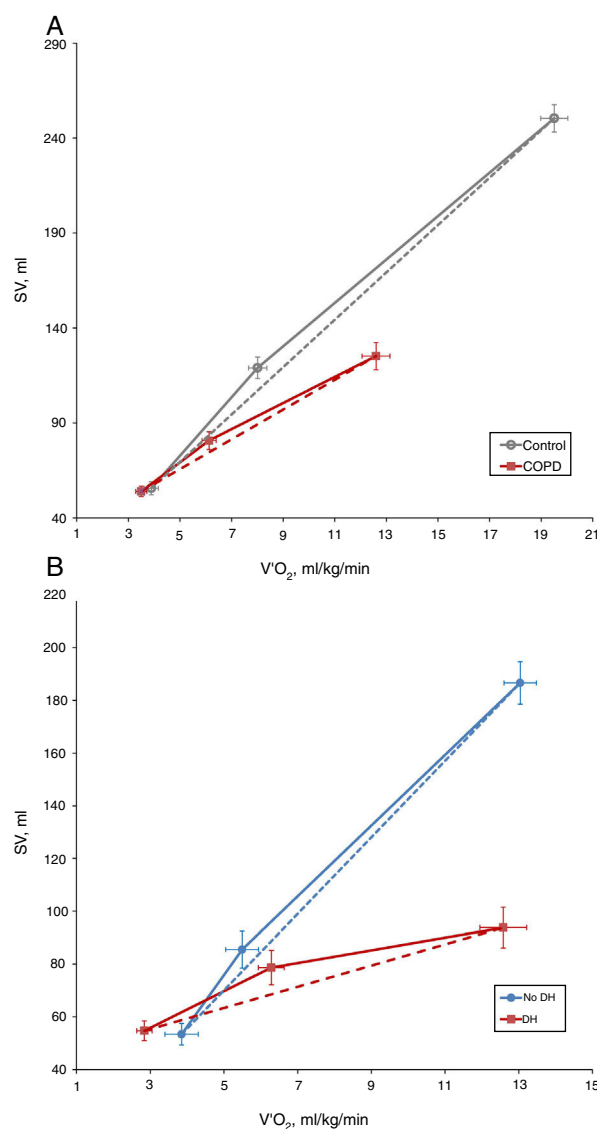 A
290
240
190
140
90
40
SV, ml
1 3 5 7 9 11 13 15 17 19 21
V'O₂, ml/kg/min
Control
COPD
B
220
200
180
160
140
120
100
80
60
40
SV, ml
1 3 5 7 9 11 13 15
V'O₂, ml/kg/min
No DH
DH